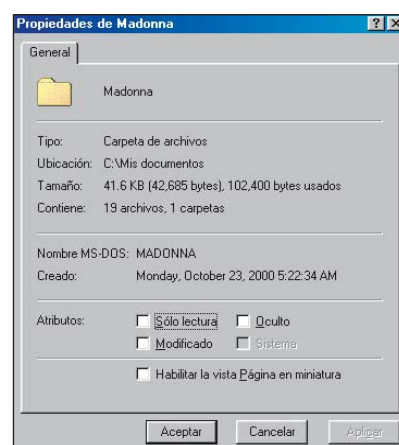 Propiedades de Madonna ? X
General
Madonna
Tipo: Carpeta de archivos
Ubicación: C:\Mis documentos
Tamaño: 41.6 KB (42,685 bytes), 102,400 bytes usados
Contiene: 19 archivos, 1 carpetas
Nombre MS-DOS: MADONNA
Creado: Monday, October 23, 2000 5:22:34 AM
Atributos: Sólo lectura Oculto
Modificado Sistema
Habilitar la vista Página en miniatura
Aceptar Cancelar Aplicar